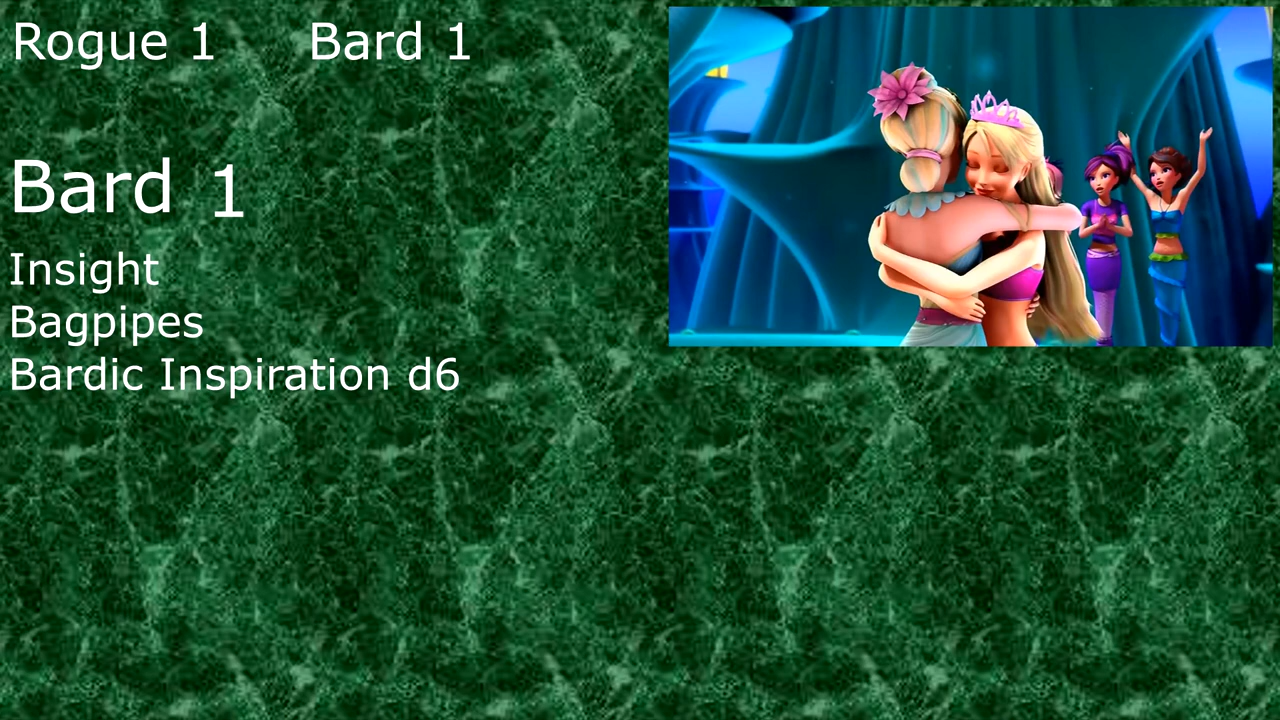 Rogue 1 Bard 1
Bard 1
Insight
Bagpipes
Bardic Inspiration d6